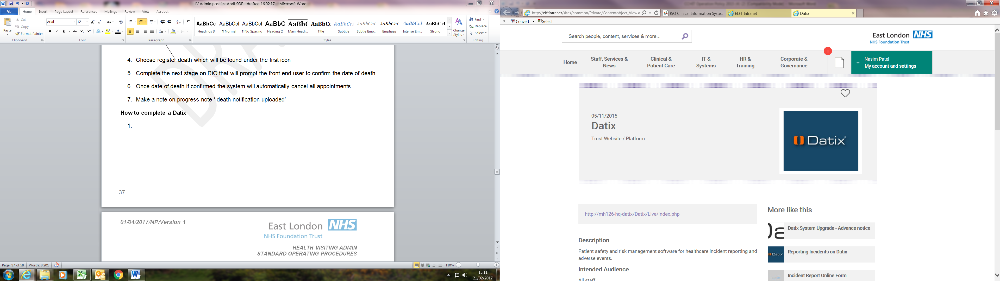 HV Admin post 1st April SOP - drafted 16.02.17 - Microsoft Word
File Home Insert Page Layout References Mailings Review View Acrobat
Cut
Copy
Paste
Format Painter
Clipboard
Arial 12
Font
Paragraph
AaBbCc AaBbCcI AaBbCcI AaBbC AaBb( AaBbCc AaBbCci AaBbCcL AaBbCcL AaBbCcI AaBbCcl
Headings 3 ¶ Normal ¶ No Spacing Heading 2 Main Headi... Title Subtitle Subtle Emp... Emphasis Intense Em... Strong
Styles
Change
Styles
Find
Replace
Select
Editing
DRA
4. Choose register death which will be found under the first icon
5. Complete the next stage on RiO that will prompt the front end user to confirm the date of death
6. Once date of death if confirmed the system will automatically cancel all appointments.
7. Make a note on progress note ‘ death notification uploaded’
How to complete a Datix
1.
37
01/04/2017/NP/Version 1
East London NHS
NHS Foundation Trust
HEALTH VISITING ADMIN
STANDARD OPERATING PROCEDURES
Page: 37 of 58 Words: 8,201
110%
15:11
21/02/2017
http://elftintranet/sites/common/Private/Contentobject_View.a
RiO Clinical Information Syste...
ELFT Intranet
Datix
x Convert Select
Search people, content, services & more...
East London NHS
NHS Foundation Trust
Home
Staff, Services &
News
Clinical &
Patient Care
IT &
Systems
HR &
Training
Corporate &
Governance
1
Nasim Patel
My account and settings
05/11/2015
Datix
Trust Website / Platform
Datix
http://mh126-hq-datix/Datix/Live/index.php
Description
Patient safety and risk management software for healthcare incident reporting and
adverse events.
Intended Audience
All staff
More like this
Datix System Upgrade - Advance notice
Datix
Reporting Incidents on Datix
Incident Report Online Form